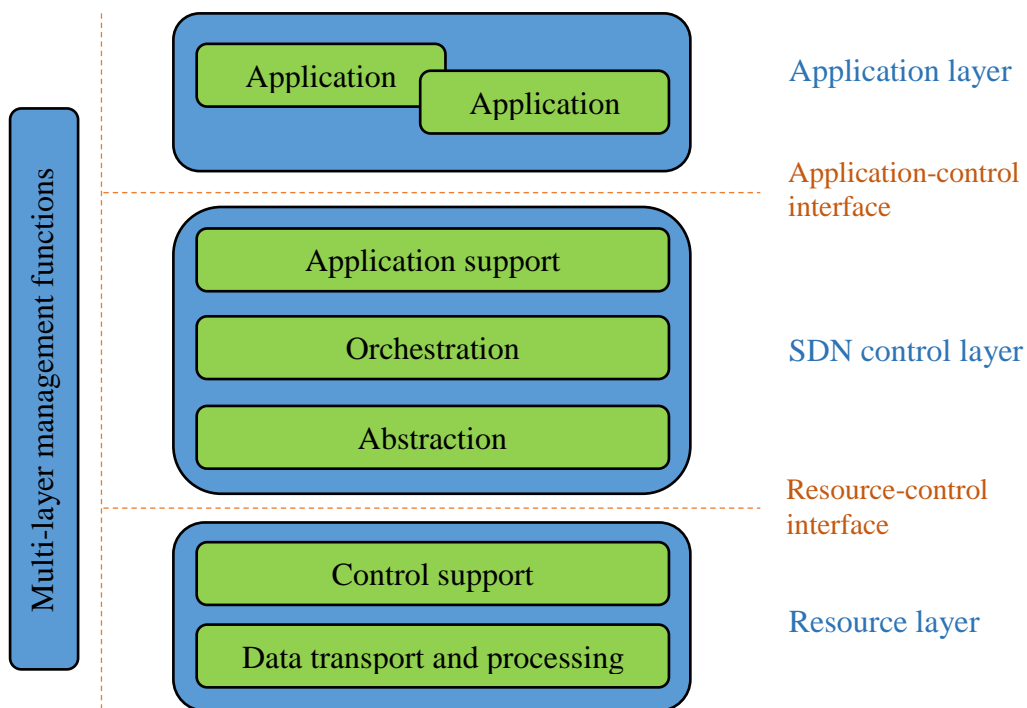 Multi-layer management functions
Application
Application
Application layer
Application-control
interface
Application support
Orchestration
Abstraction
SDN control layer
Resource-control
interface
Control support
Data transport and processing
Resource layer